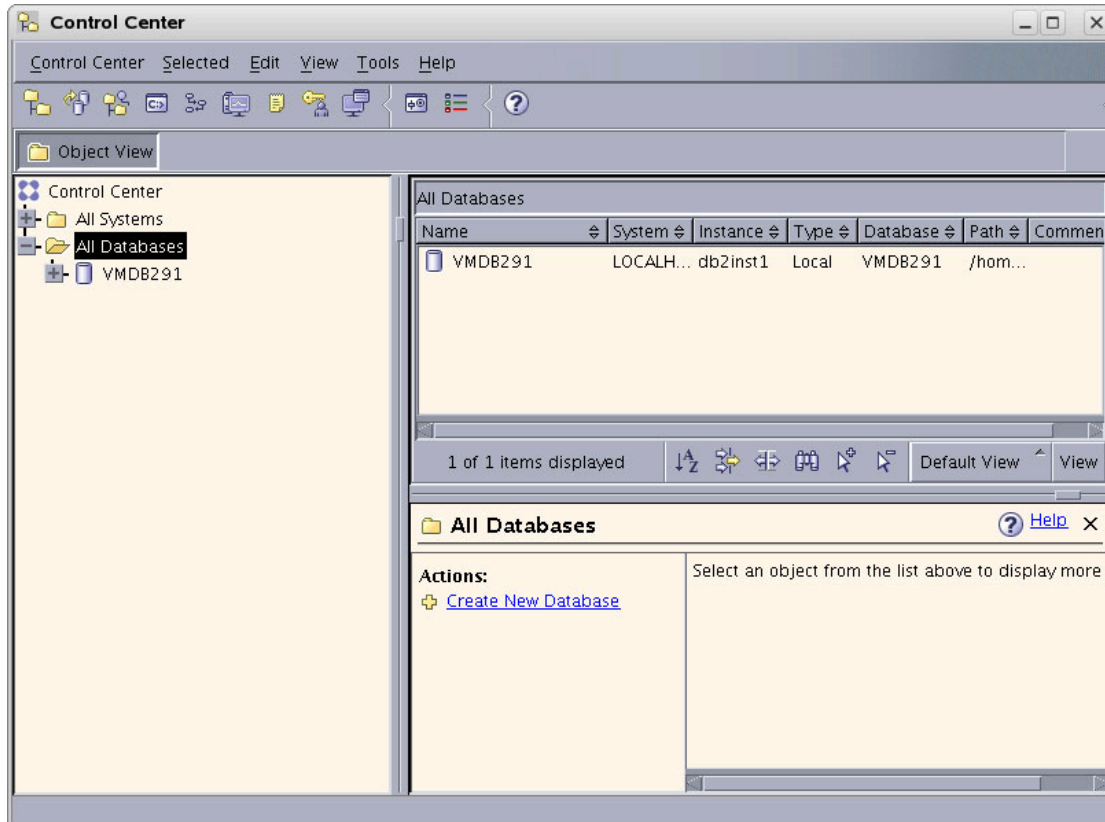 Control Center
Control Center Selected Edit View Tools Help
Object View
Control Center
All Systems
All Databases
VMDB291
All Databases
Name System Instance Type Database Path Commen
VMDB291 LOCALH... db2inst1 Local VMDB291 /hom...
1 of 1 items displayed Default View View
All Databases Help
Actions:
Create New Database
Select an object from the list above to display more